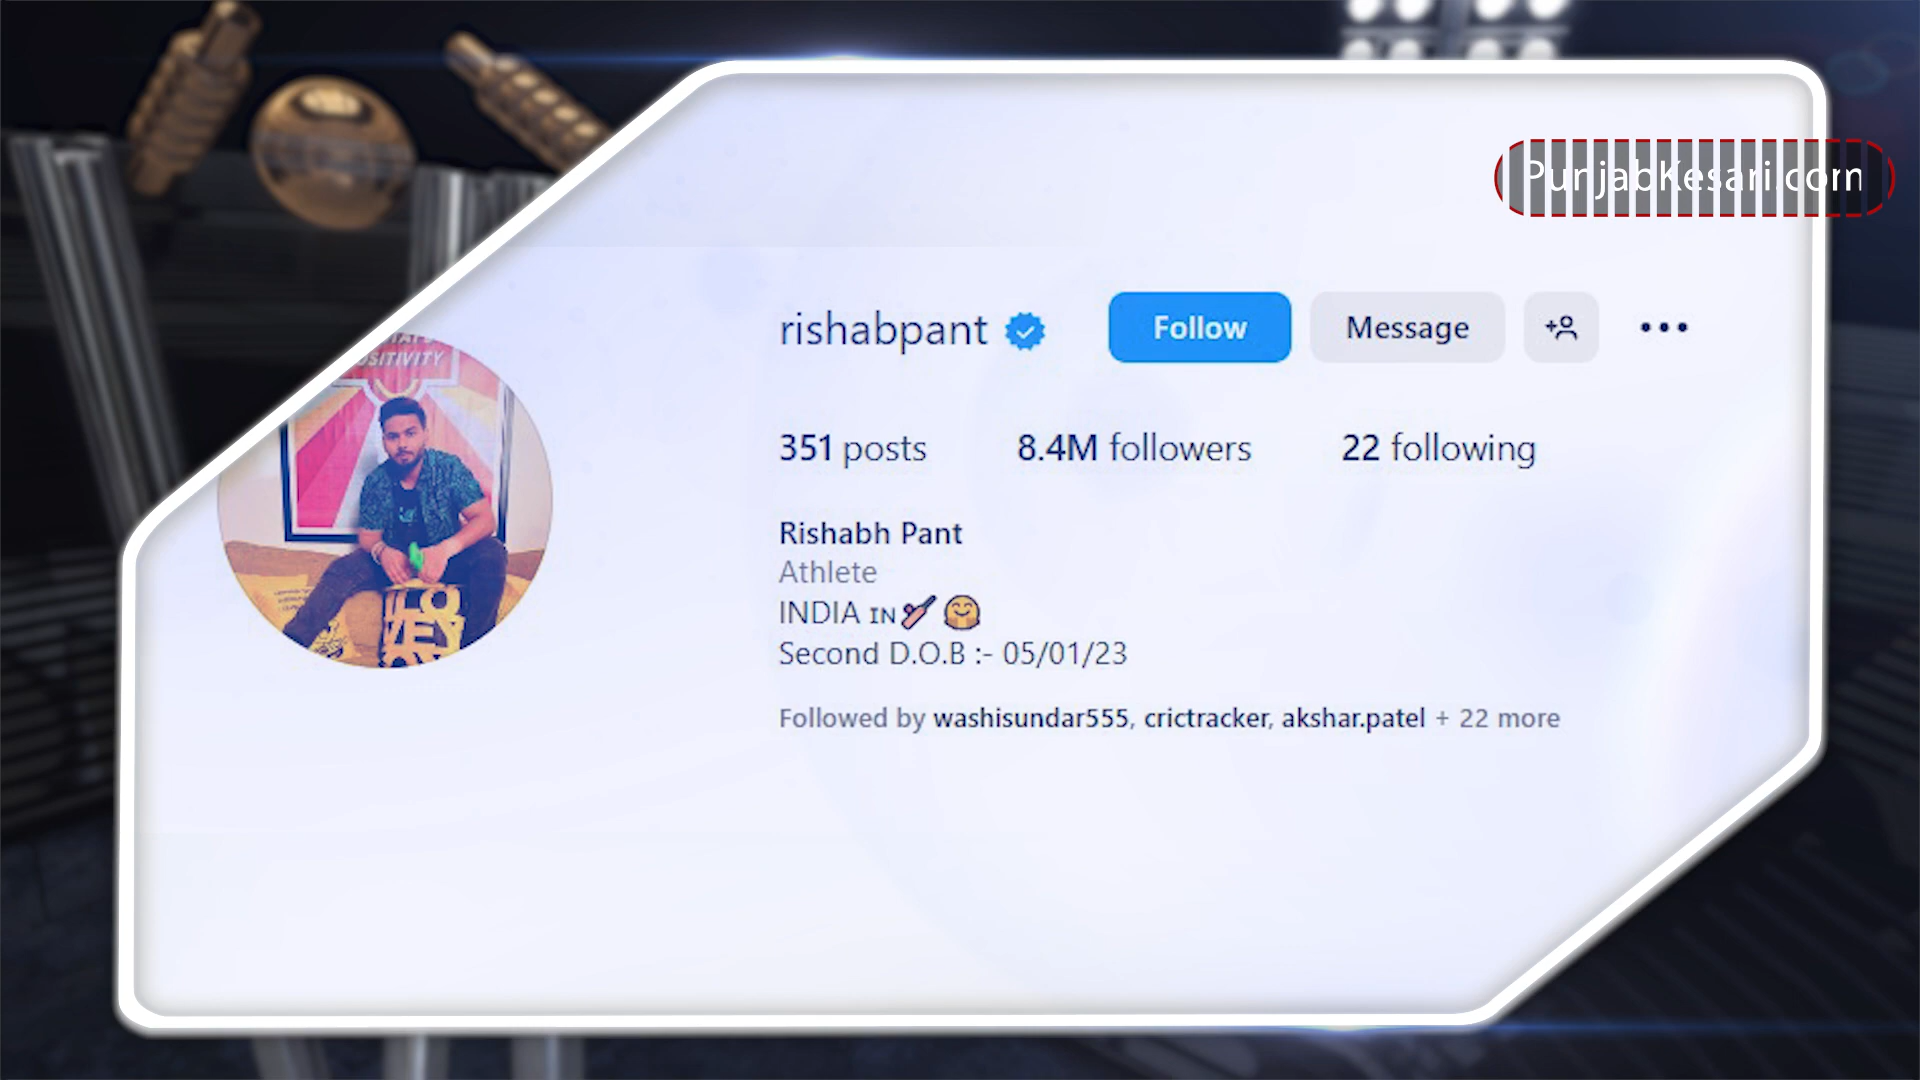 PunjabKesari.com
rishabpant
Follow
Message
351 posts
8.4M followers
22 following
OSITIVITY
Rishabh Pant
Athlete
INDIA IN
Second D.O.B :- 05/01/23
Followed by washisundar555, crictracker, akshar.patel + 22 more